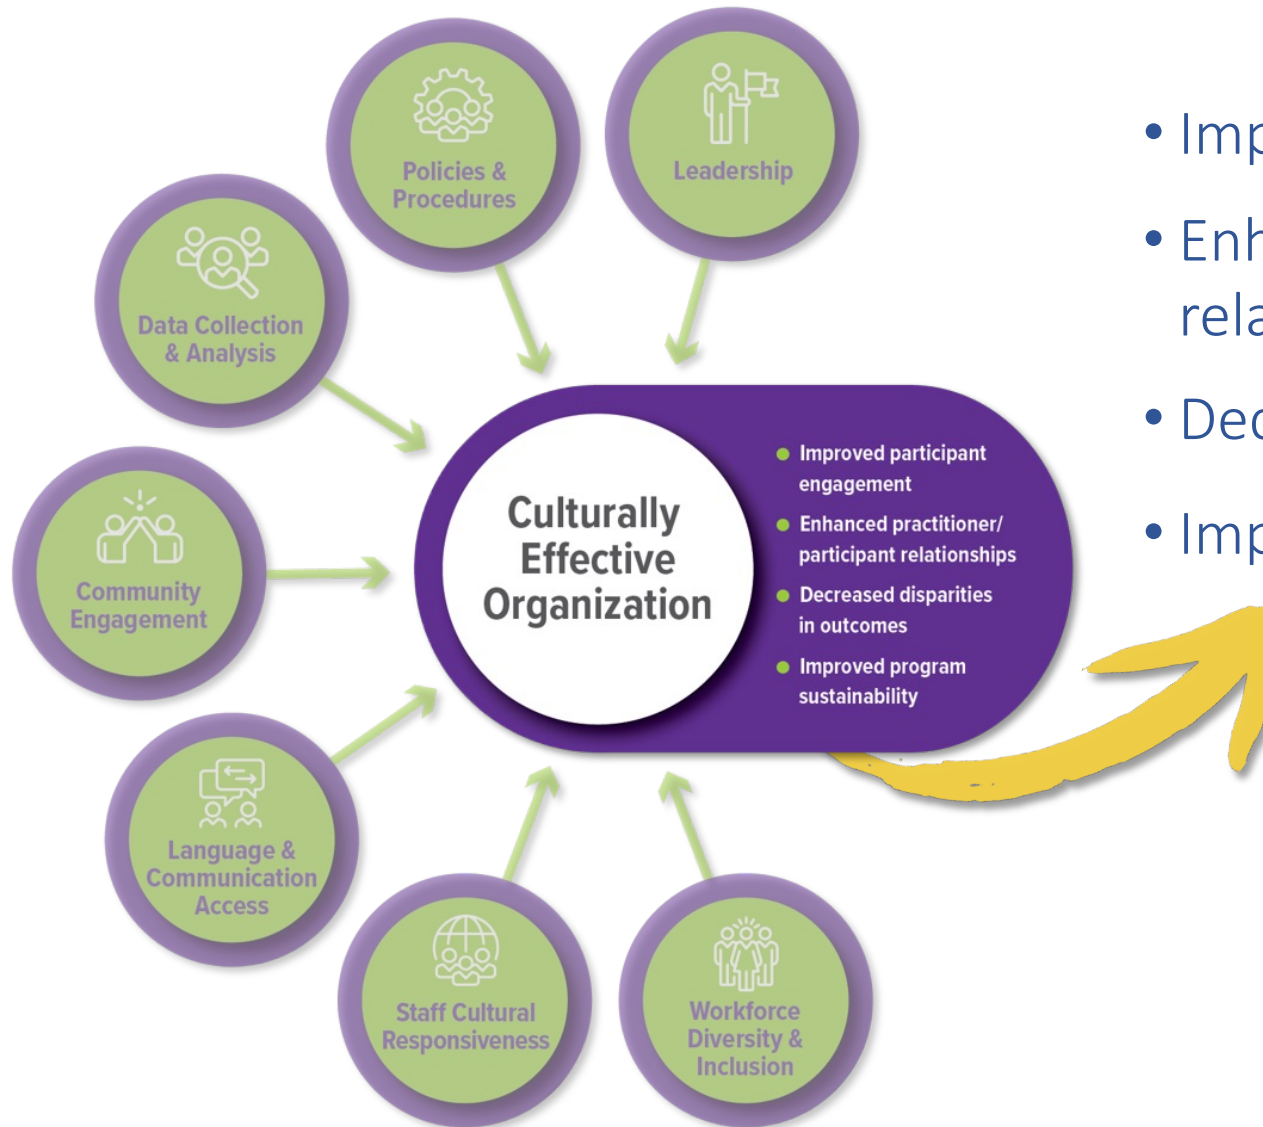 Policies &
Procedures
Leadership
Data Collection
& Analysis
Community
Engagement
Language &
Communication
Access
Staff Cultural
Responsiveness
Workforce
Diversity &
Inclusion
Culturally
Effective
Organization
• Improved participant
engagement
• Enhanced practitioner/
participant relationships
• Decreased disparities
in outcomes
• Improved program
sustainability